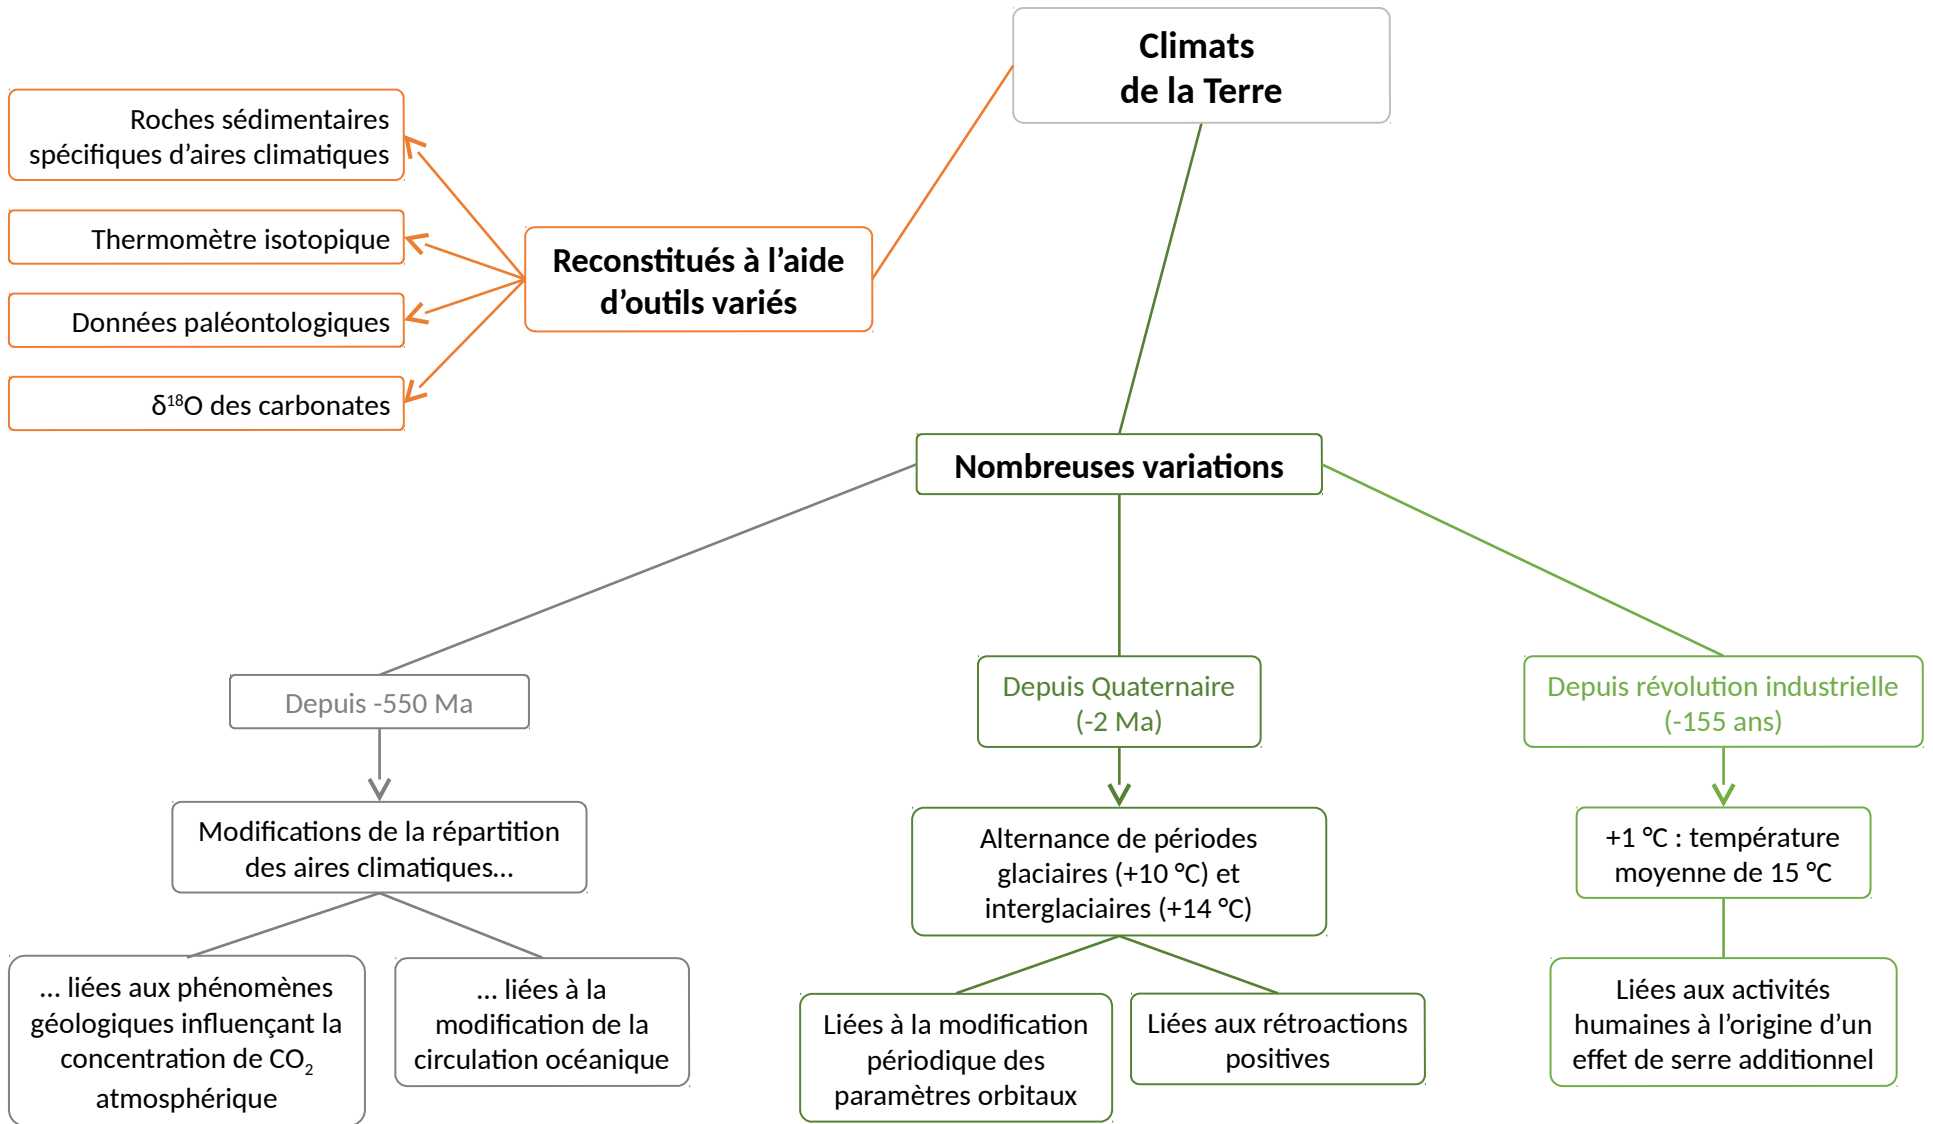 Climats
de la Terre
Roches sédimentaires
spécifiques d’aires climatiques
Thermomètre isotopique
Données paléontologiques
δ¹⁸O des carbonates
Reconstitués à l’aide
d’outils variés
Nombreuses variations
Depuis -550 Ma
Modifications de la répartition
des aires climatiques…
… liées aux phénomènes
géologiques influençant la
concentration de CO₂
atmosphérique
… liées à la
modification de la
circulation océanique
Depuis Quaternaire
(-2 Ma)
Alternance de périodes
glaciaires (+10 °C) et
interglaciaires (+14 °C)
Liées à la modification
périodique des
paramètres orbitaux
Liées aux rétroactions
positives
Depuis révolution industrielle
(-155 ans)
+1 °C : température
moyenne de 15 °C
Liées aux activités
humaines à l’origine d’un
effet de serre additionnel